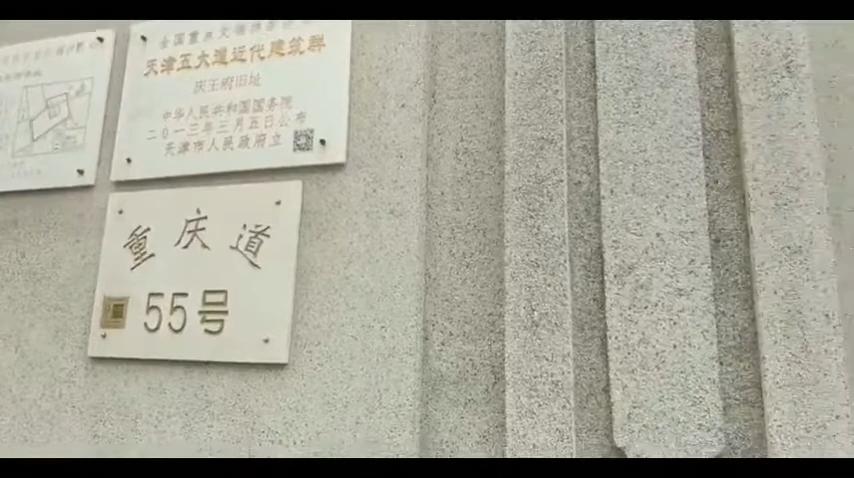 全国重点文物保护单位
天津五大道近代建筑群
庆王府旧址
中华人民共和国国务院
二〇一三年三月五日公布
天津市人民政府立
重庆道
55号